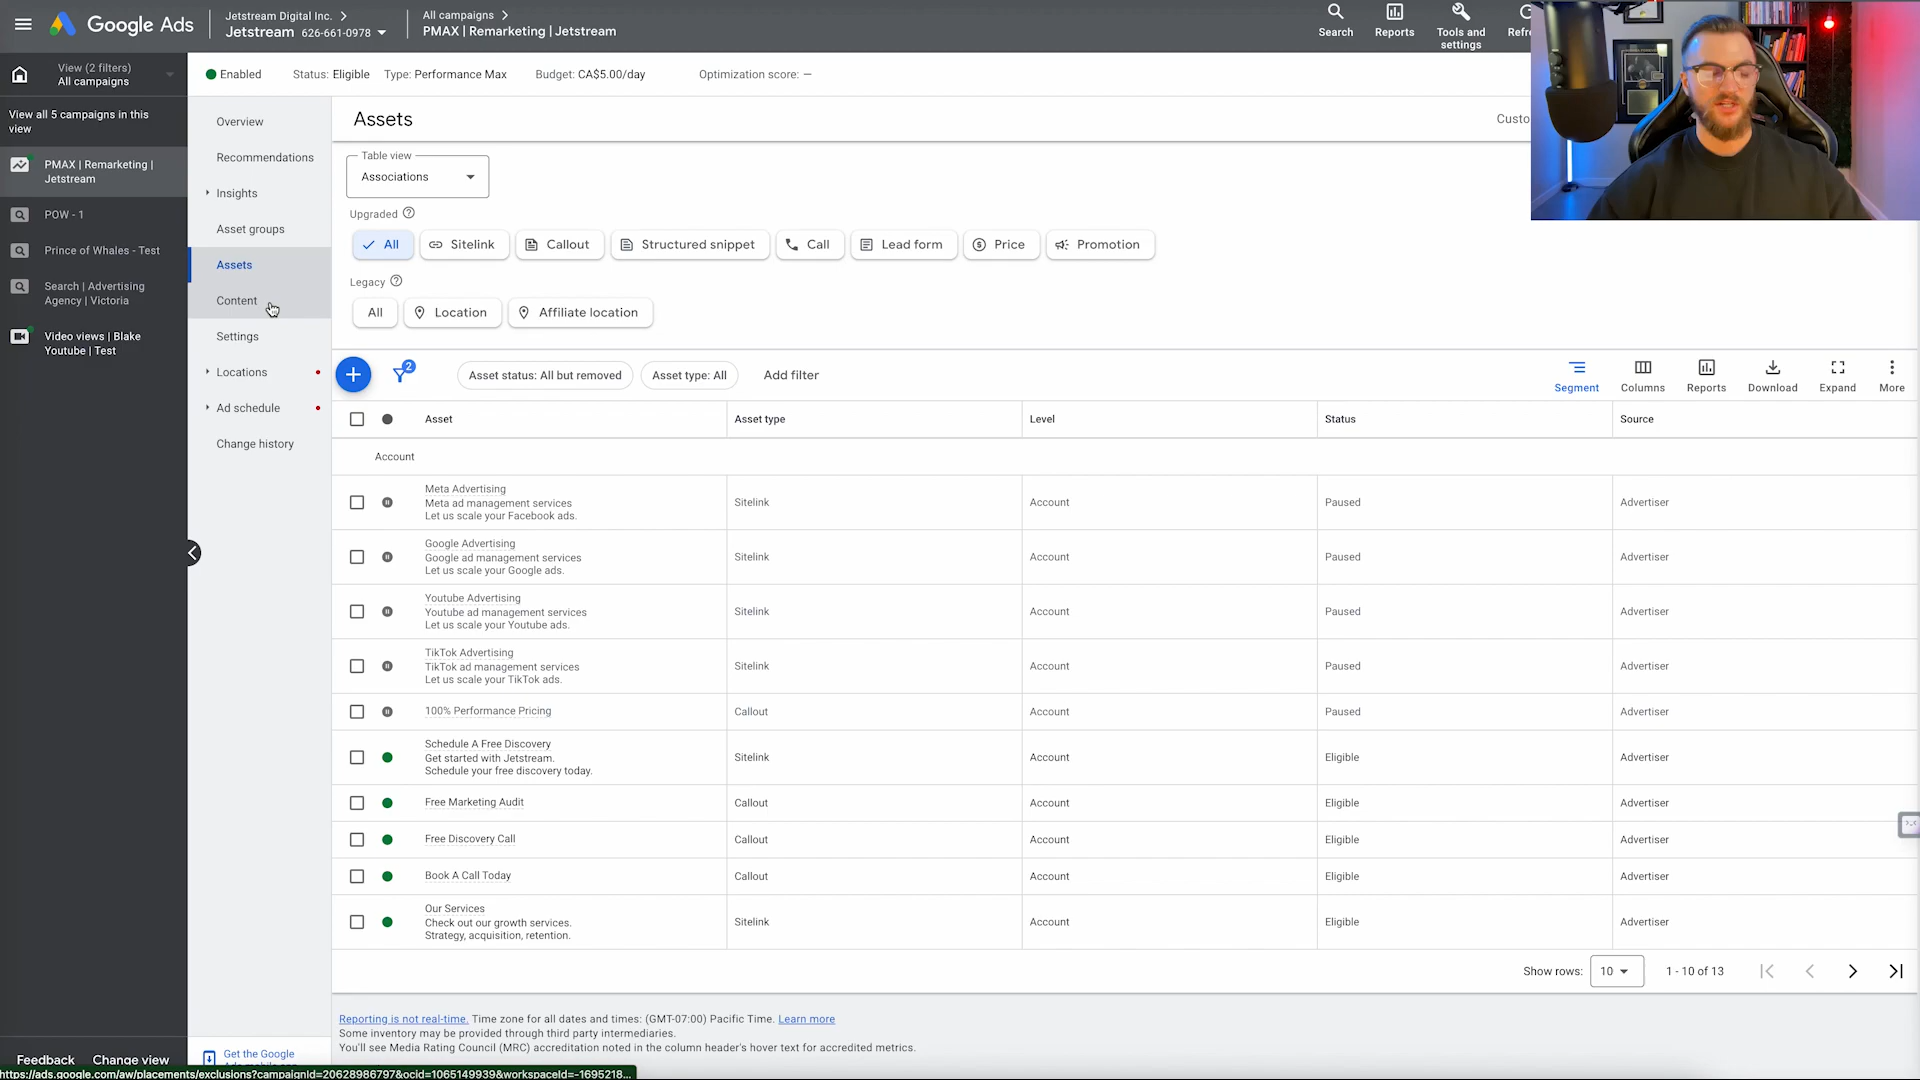 Google Ads
Jetstream Digital Inc.
Jetstream 626-661-0978
All campaigns
PMAX | Remarketing | Jetstream
Search
Reports
Tools and
settings
View (2 filters)
All campaigns
Enabled
Status: Eligible
Type: Performance Max
Budget: CA$5.00/day
Optimization score: —
View all 5 campaigns in this
view
PMAX | Remarketing |
Jetstream
POW - 1
Prince of Whales - Test
Search | Advertising
Agency | Victoria
Video views | Blake
Youtube | Test
Overview
Recommendations
Insights
Asset groups
Assets
Content
Settings
Locations
Ad schedule
Change history
Assets
Table view
Associations
Upgraded
All
Sitelink
Callout
Structured snippet
Call
Lead form
Price
Promotion
Legacy
All
Location
Affiliate location
2
Asset status: All but removed
Asset type: All
Add filter
Segment
Columns
Reports
Download
Expand
More
Asset
Asset type
Level
Status
Source
Account
Meta Advertising
Meta ad management services
Let us scale your Facebook ads.
Sitelink
Account
Paused
Advertiser
Google Advertising
Google ad management services
Let us scale your Google ads.
Sitelink
Account
Paused
Advertiser
Youtube Advertising
Youtube ad management services
Let us scale your Youtube ads.
Sitelink
Account
Paused
Advertiser
TikTok Advertising
TikTok ad management services
Let us scale your TikTok ads.
Sitelink
Account
Paused
Advertiser
100% Performance Pricing
Callout
Account
Paused
Advertiser
Schedule A Free Discovery
Get started with Jetstream.
Schedule your free discovery today.
Sitelink
Account
Eligible
Advertiser
Free Marketing Audit
Callout
Account
Eligible
Advertiser
Free Discovery Call
Callout
Account
Eligible
Advertiser
Book A Call Today
Callout
Account
Eligible
Advertiser
Our Services
Check out our growth services.
Strategy, acquisition, retention.
Sitelink
Account
Eligible
Advertiser
Show rows:
10
1 - 10 of 13
Reporting is not real-time. Time zone for all dates and times: (GMT-07:00) Pacific Time. Learn more
Some inventory may be provided through third party intermediaries.
You'll see Media Rating Council (MRC) accreditation noted in the column header's hover text for accredited metrics.
Feedback
Change view
Get the Google
https://ads.google.com/aw/placements/exclusions?campaignId=20628986797&ocid=1065149939&workspaceId=-1695218...